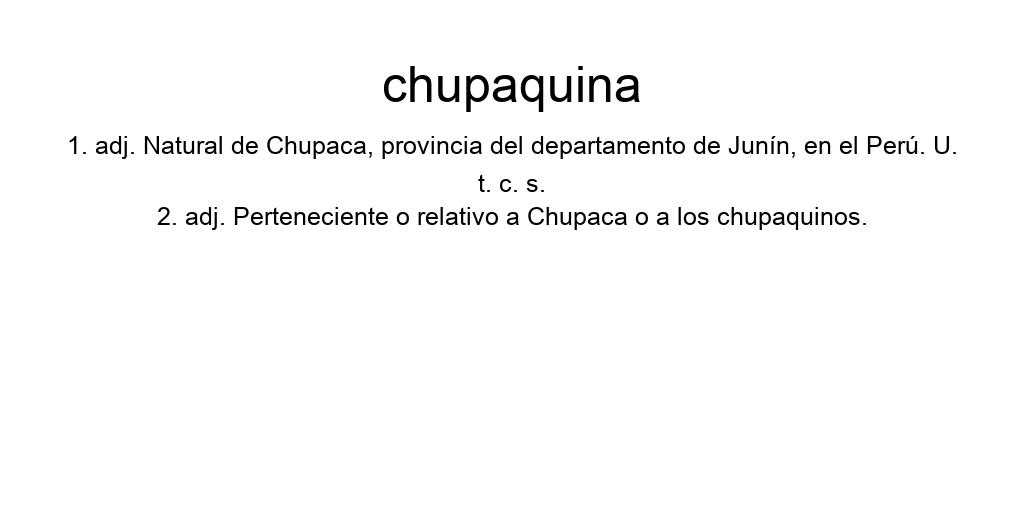 chupaquina
1. adj. Natural de Chupaca, provincia del departamento de Junín, en el Perú. U.
t. c. s.
2. adj. Perteneciente o relativo a Chupaca o a los chupaquinos.